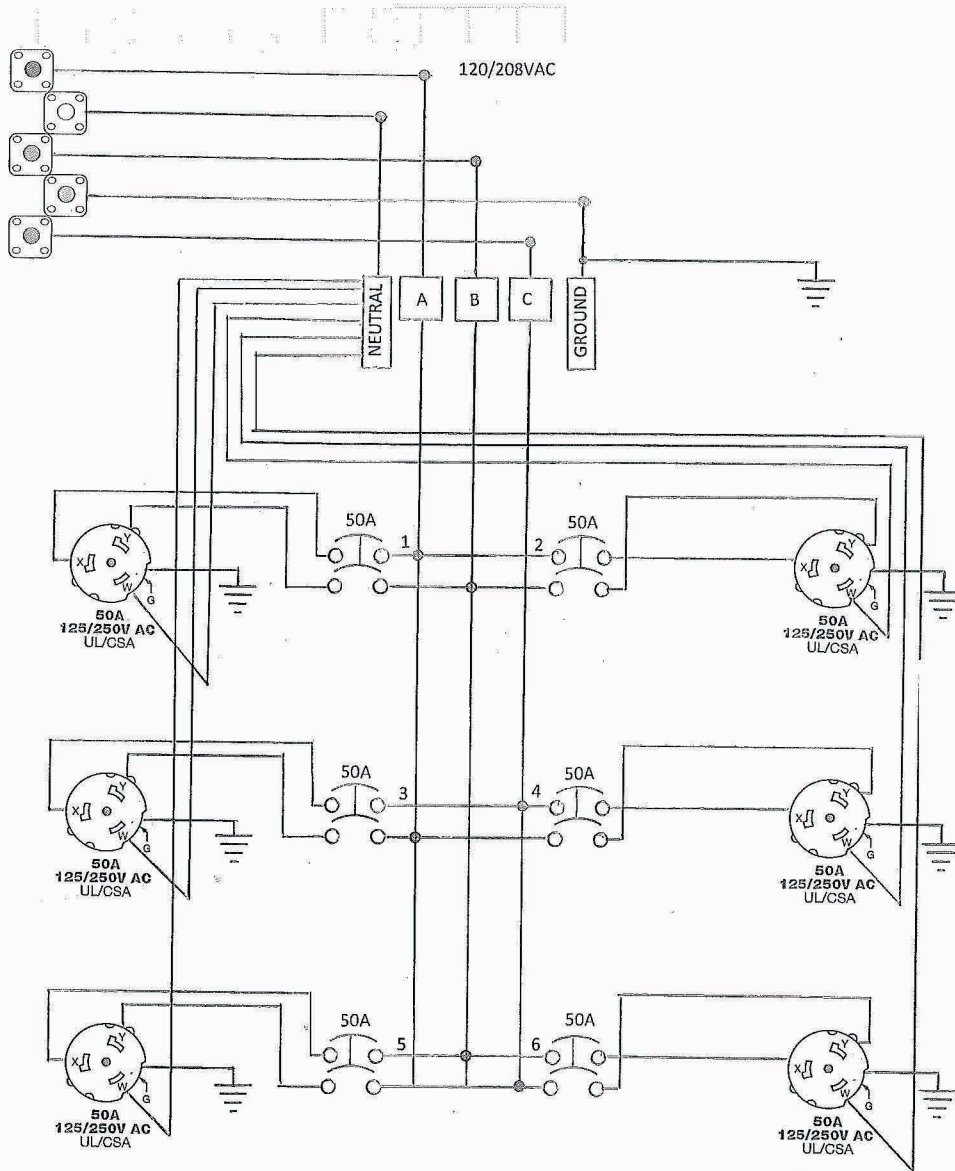 120/208VAC
NEUTRAL
A
B
C
GROUND
50A
1
2
50A
X
Y
W
G
50A
125/250V AC
UL/CSA
X
Y
W
G
50A
125/250V AC
UL/CSA
50A
3
4
50A
X
Y
W
G
50A
125/250V AC
UL/CSA
X
Y
W
G
50A
125/250V AC
UL/CSA
50A
5
6
50A
X
Y
W
G
50A
125/250V AC
UL/CSA
X
Y
W
G
50A
125/250V AC
UL/CSA